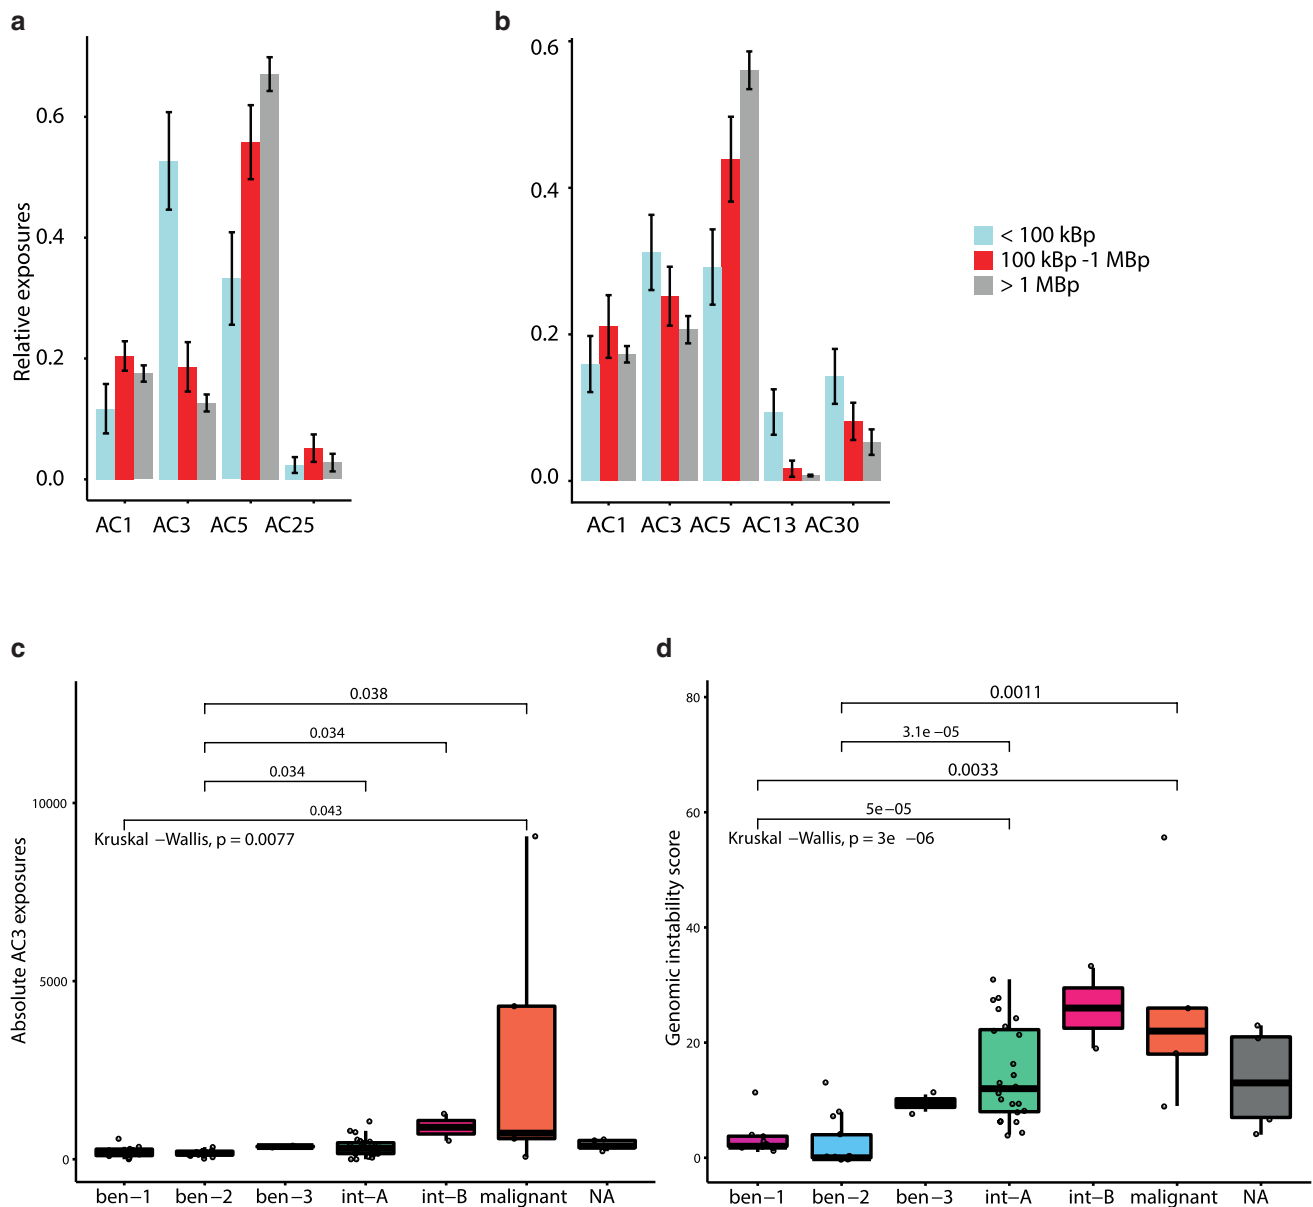 a
Relative exposures
0.6
0.4
0.2
0.0
AC1 AC3 AC5 AC25
b
0.6
0.4
0.2
0.0
AC1 AC3 AC5 AC13 AC30
< 100 kBp
100 kBp -1 MBp
> 1 MBp
c
Absolute AC3 exposures
10000
5000
0
0.038
0.034
0.034
0.043
Kruskal −Wallis, p = 0.0077
ben−1 ben−2 ben−3 int−A int−B malignant NA
d
Genomic instability score
80
60
40
20
0
0.0011
3.1e −05
0.0033
5e−05
Kruskal −Wallis, p = 3e −06
ben−1 ben−2 ben−3 int−A int−B malignant NA